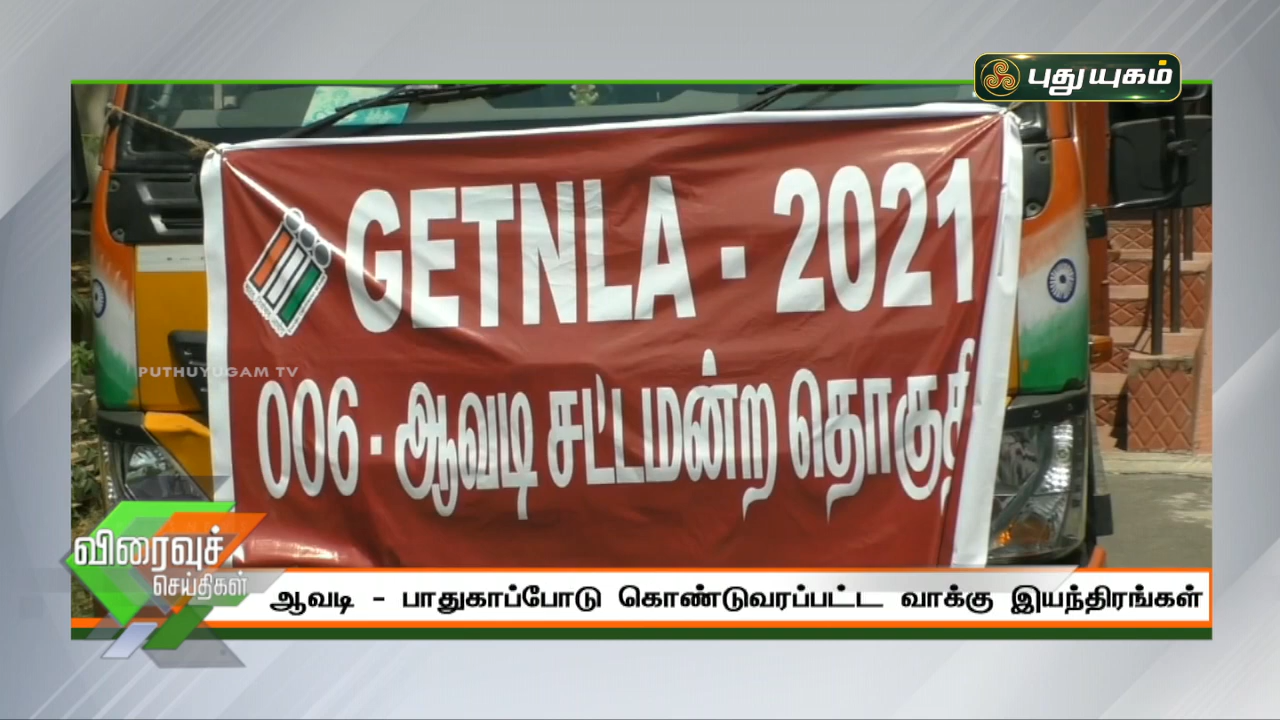 புதுயுகம்
GETNLA - 2021
PUTHUYUGAM TV
006 - ஆவடி சட்டமன்ற தொகுதி
விரைவுச்
செய்திகள்
ஆவடி - பாதுகாப்போடு கொண்டுவரப்பட்ட வாக்கு இயந்திரங்கள்